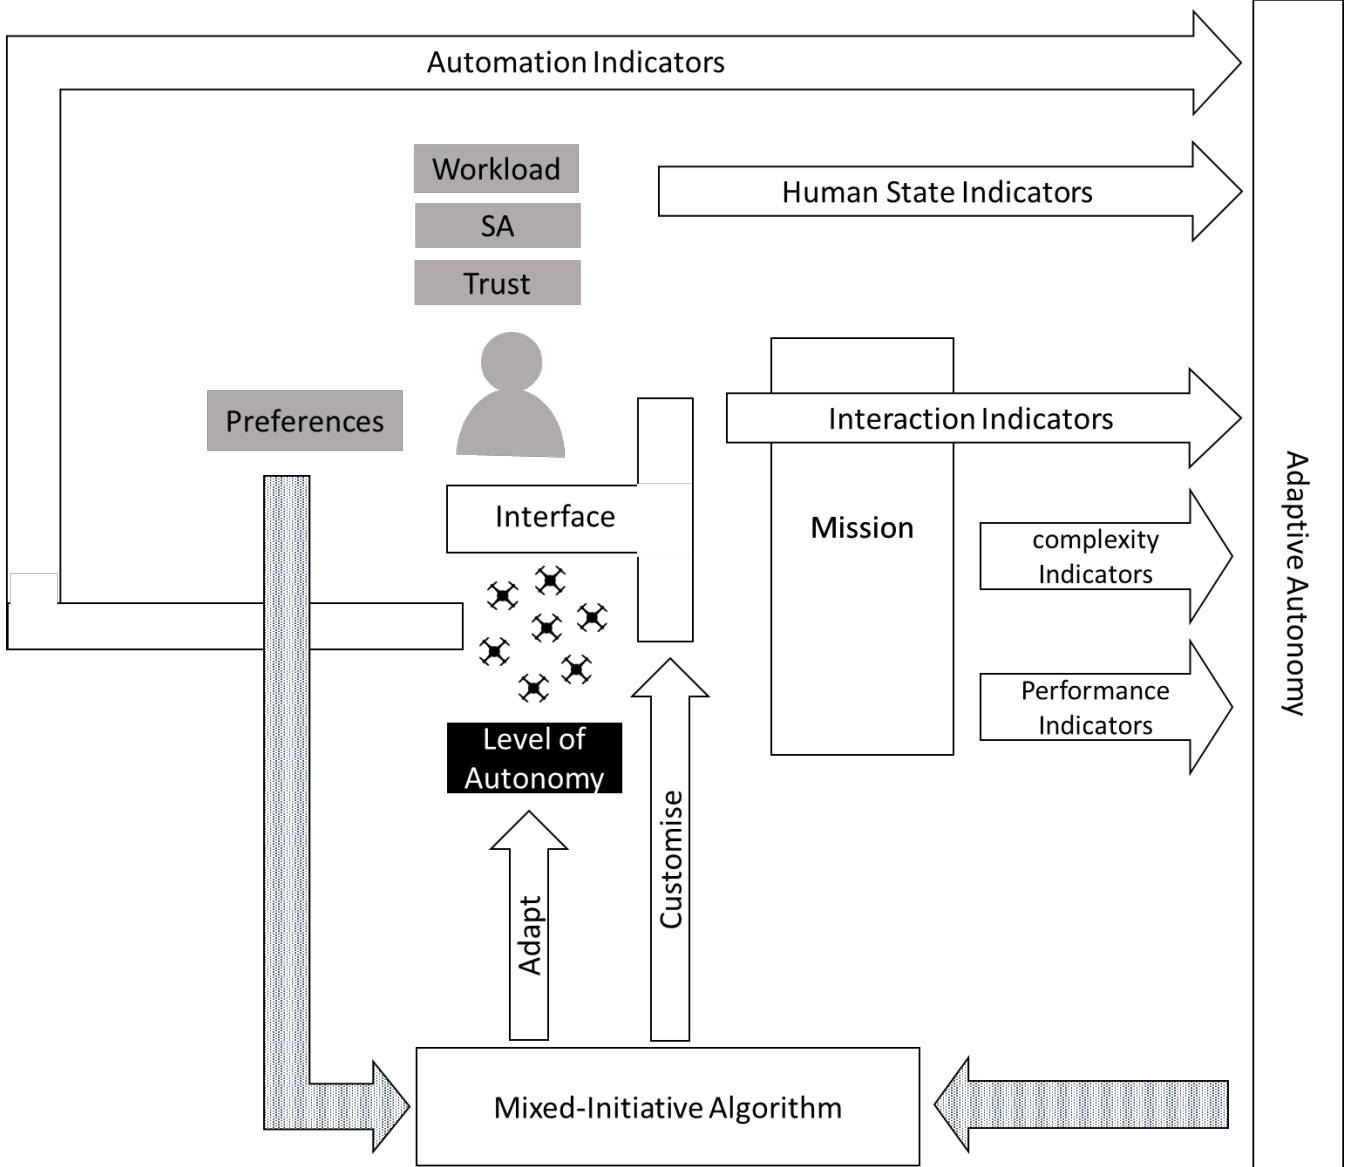 Automation Indicators
Workload
Human State Indicators
SA
Trust
Preferences
Interaction Indicators
Interface
Mission
complexity
Indicators
Performance
Indicators
Adaptive Autonomy
Level of
Autonomy
Adapt
Customise
Mixed-Initiative Algorithm